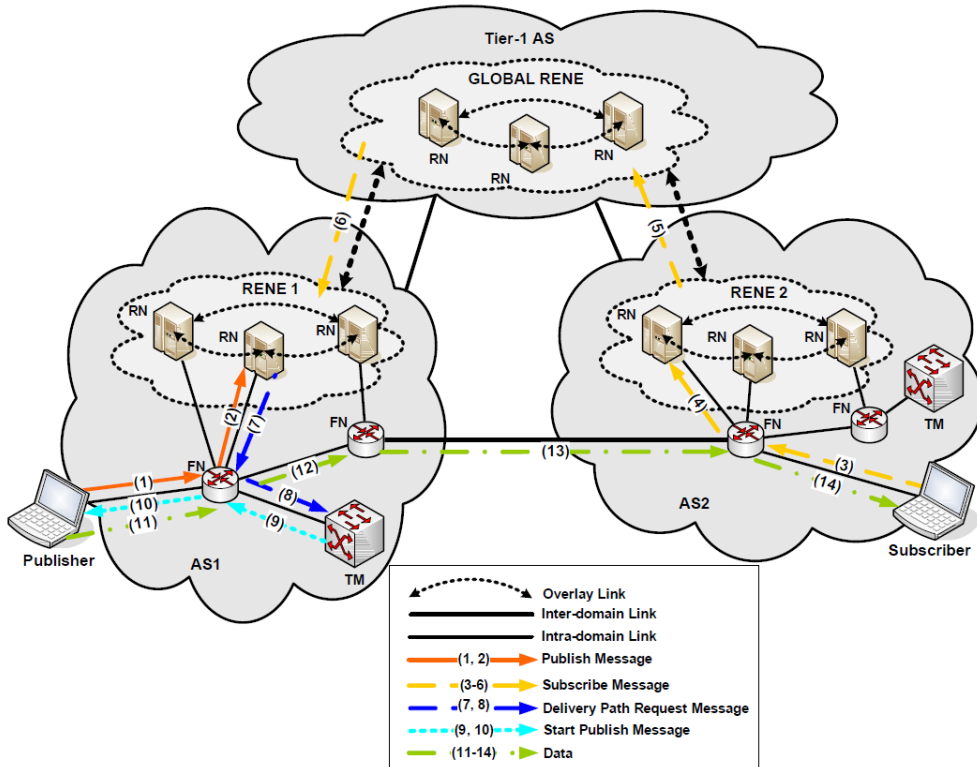 Tier-1 AS
GLOBAL RENE
RN
RN
RN
(6)
(5)
RENE 1
RENE 2
RN
RN
RN
RN
RN
RN
(2)
(7)
(4)
FN
FN
FN
TM
FN
(1)
(12)
(13)
(3)
(10)
(8)
(14)
(11)
(9)
AS2
Publisher
AS1
TM
Subscriber
Overlay Link
Inter-domain Link
Intra-domain Link
(1, 2) Publish Message
(3-6) Subscribe Message
(7, 8) Delivery Path Request Message
(9, 10) Start Publish Message
(11-14) Data